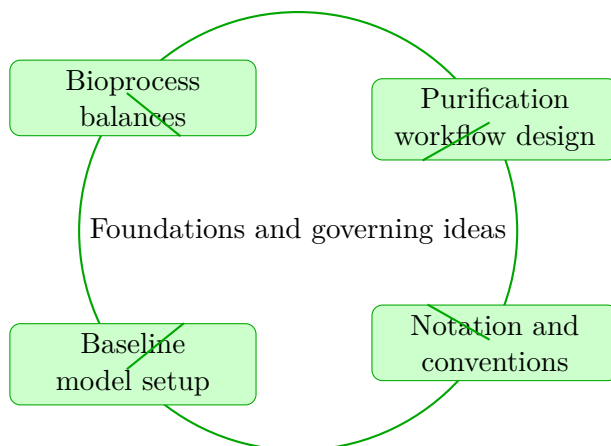 Bioprocess
balances
Purification
workflow design
Foundations and governing ideas
Baseline
model setup
Notation and
conventions